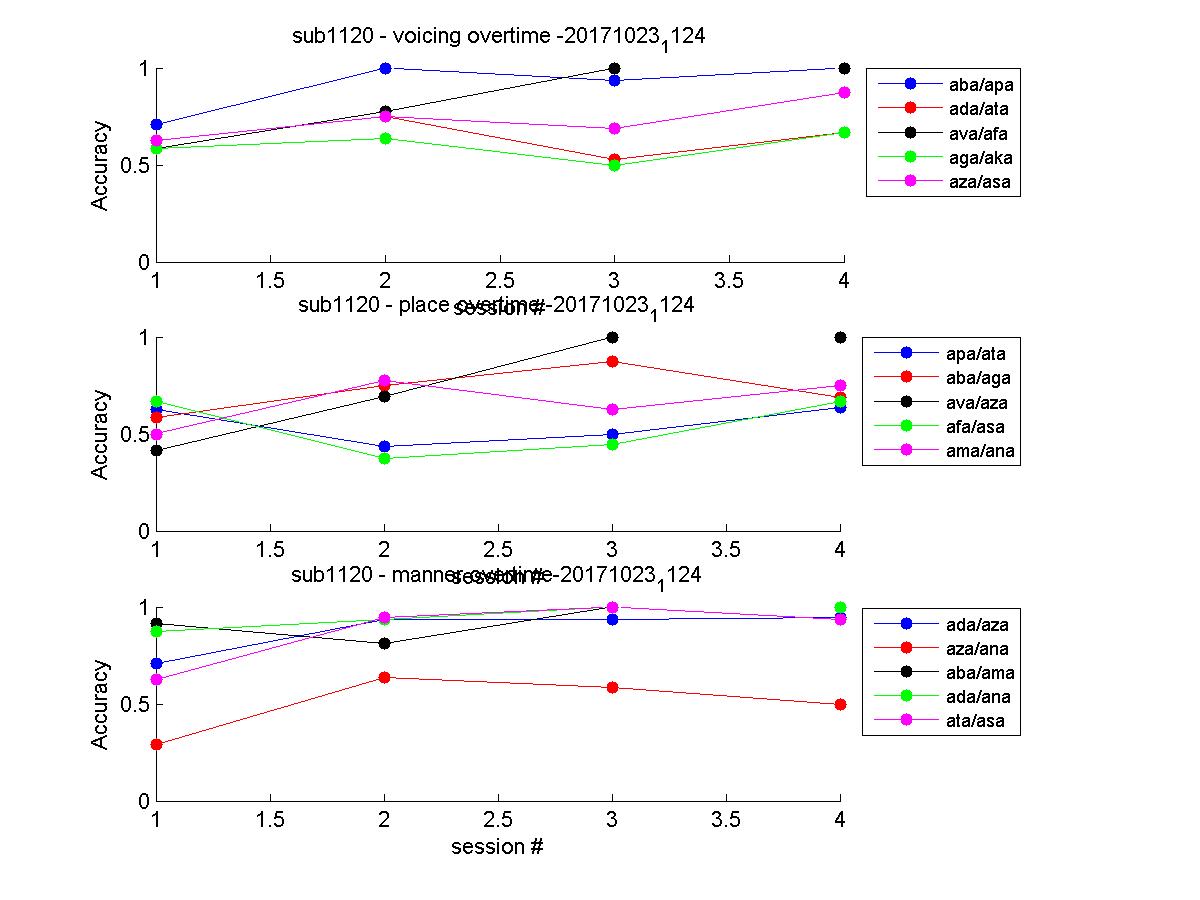 sub1120 - voicing overtime -20171023₁124
Accuracy
1
0.5
0
1 1.5 2 2.5 3 3.5 4
session #
aba/apa
ada/ata
ava/afa
aga/aka
aza/asa
sub1120 - place overtime -20171023₁124
Accuracy
1
0.5
0
1 1.5 2 2.5 3 3.5 4
session #
apa/ata
aba/aga
ava/aza
afa/asa
ama/ana
sub1120 - manner overtime -20171023₁124
Accuracy
1
0.5
0
1 1.5 2 2.5 3 3.5 4
session #
ada/aza
aza/ana
aba/ama
ada/ana
ata/asa